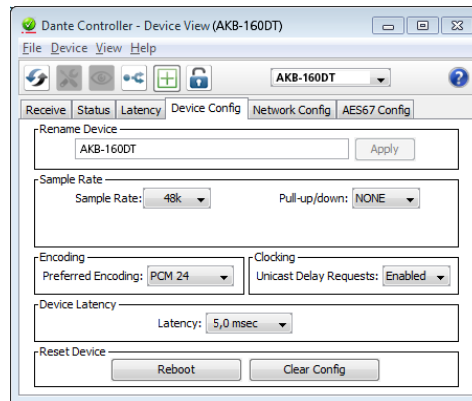 Dante Controller - Device View (AKB-160DT)
File Device View Help
AKB-160DT
Receive Status Latency Device Config Network Config AES67 Config
Rename Device
AKB-160DT Apply
Sample Rate
Sample Rate: 48k Pull-up/down: NONE
Encoding Clocking
Preferred Encoding: PCM 24 Unicast Delay Requests: Enabled
Device Latency
Latency: 5,0 msec
Reset Device
Reboot Clear Config